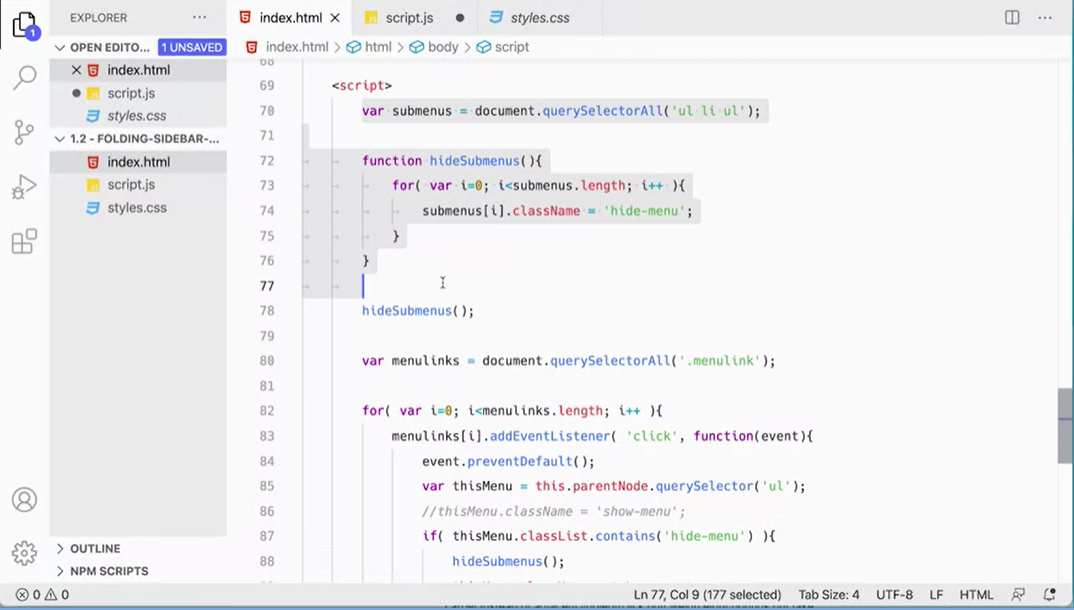 EXPLORER
...
index.html
script.js
styles.css
...
1
OPEN EDITO...
1 UNSAVED
index.html > html > body > script
index.html
script.js
styles.css
1.2 - FOLDING-SIDEBAR-...
index.html
script.js
styles.css
68
69 <script>
70 var submenus = document.querySelectorAll('ul li ul');
71
72 function hideSubmenus(){
73 for( var i=0; i<submenus.length; i++ ){
74 submenus[i].className = 'hide-menu';
75 }
76 }
77
78 hideSubmenus();
79
80 var menulinks = document.querySelectorAll('.menulink');
81
82 for( var i=0; i<menulinks.length; i++ ){
83 menulinks[i].addEventListener( 'click', function(event){
84 event.preventDefault();
85 var thisMenu = this.parentNode.querySelector('ul');
86 //thisMenu.className = 'show-menu';
87 if( thisMenu.classList.contains('hide-menu') ){
88 hideSubmenus();
OUTLINE
NPM SCRIPTS
0 0
Ln 77, Col 9 (177 selected) Tab Size: 4 UTF-8 LF HTML